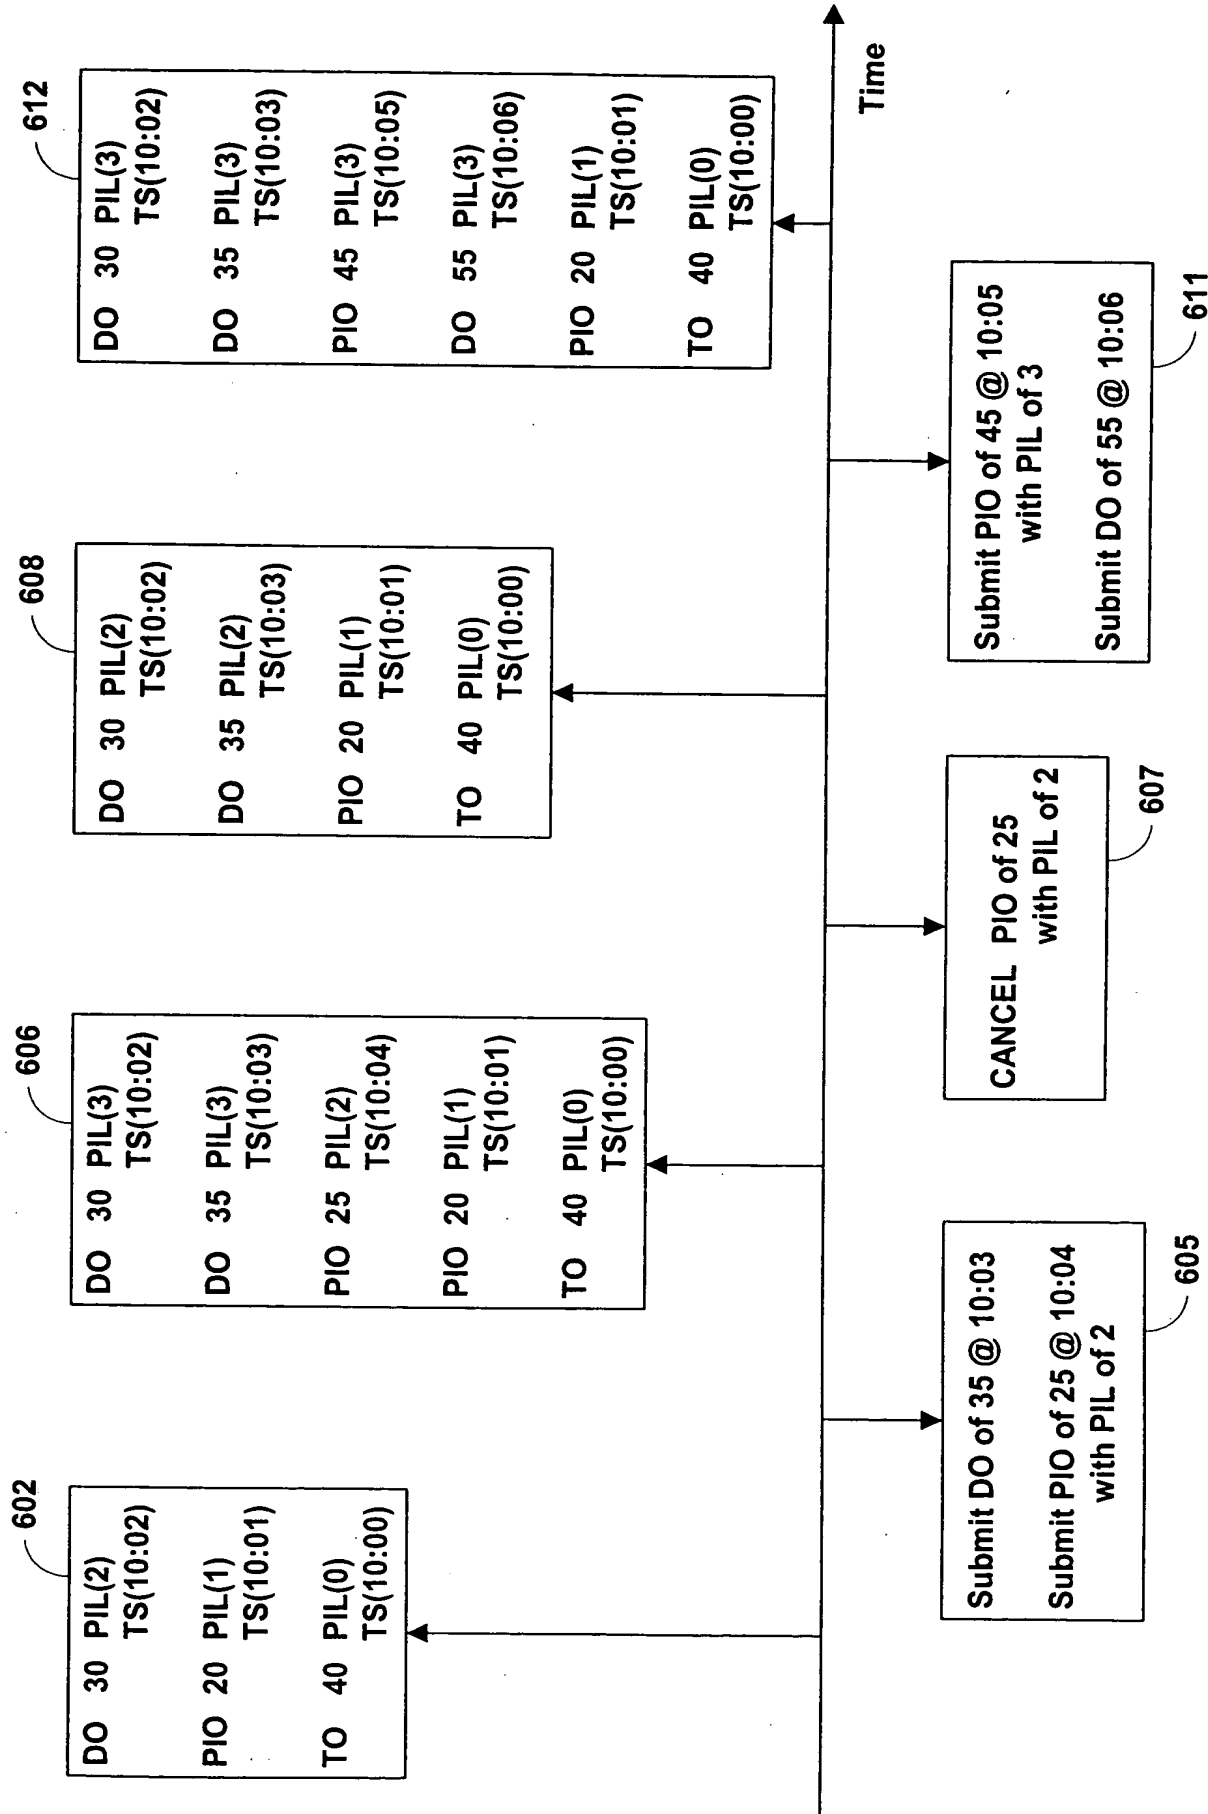 602
DO 30 PIL(2)
TS(10:02)
PIO 20 PIL(1)
TS(10:01)
TO 40 PIL(0)
TS(10:00)
606
DO 30 PIL(3)
TS(10:02)
DO 35 PIL(3)
TS(10:03)
PIO 25 PIL(2)
TS(10:04)
PIO 20 PIL(1)
TS(10:01)
TO 40 PIL(0)
TS(10:00)
608
DO 30 PIL(2)
TS(10:02)
DO 35 PIL(2)
TS(10:03)
PIO 20 PIL(1)
TS(10:01)
TO 40 PIL(0)
TS(10:00)
612
DO 30 PIL(3)
TS(10:02)
DO 35 PIL(3)
TS(10:03)
PIO 45 PIL(3)
TS(10:05)
DO 55 PIL(3)
TS(10:06)
PIO 20 PIL(1)
TS(10:01)
TO 40 PIL(0)
TS(10:00)
Time
Submit DO of 35 @ 10:03
Submit PIO of 25 @ 10:04
with PIL of 2
605
CANCEL PIO of 25
with PIL of 2
607
Submit PIO of 45 @ 10:05
with PIL of 3
Submit DO of 55 @ 10:06
611